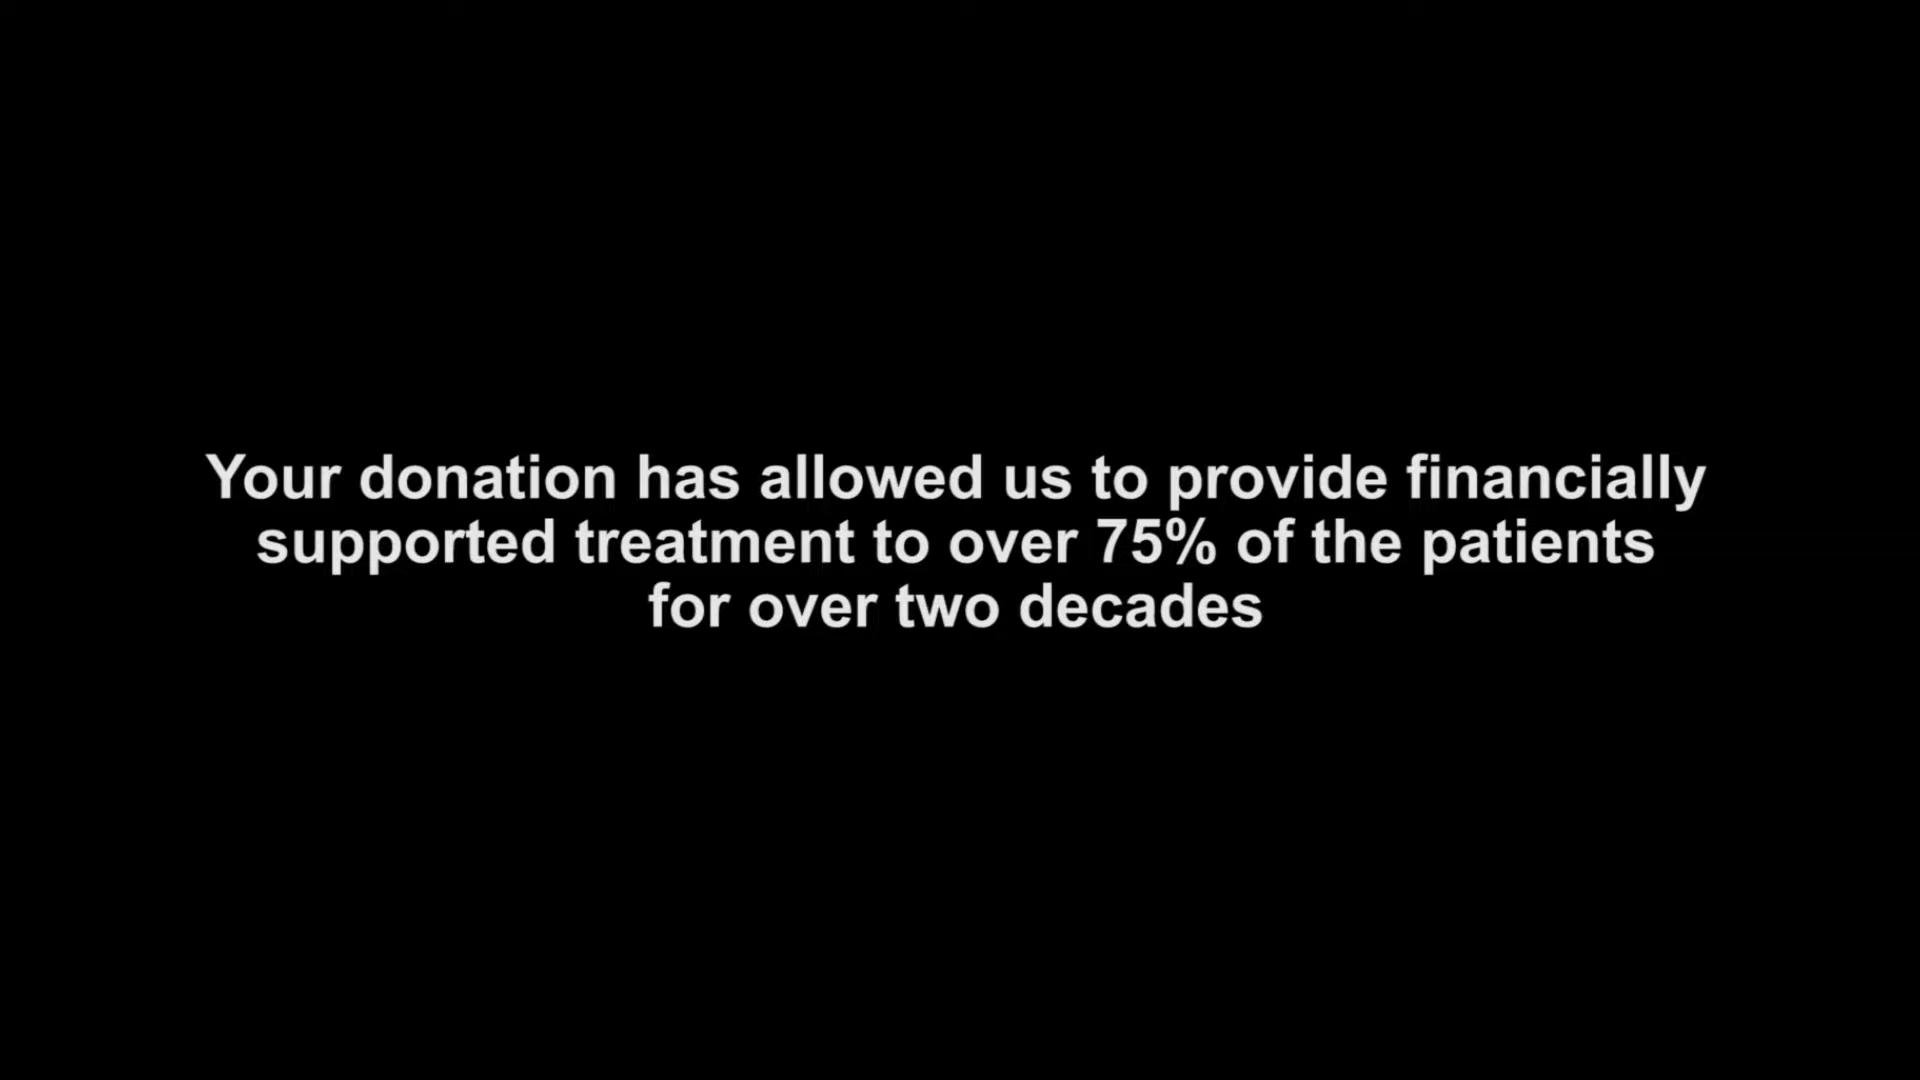 Your donation has allowed us to provide financially
supported treatment to over 75% of the patients
for over two decades